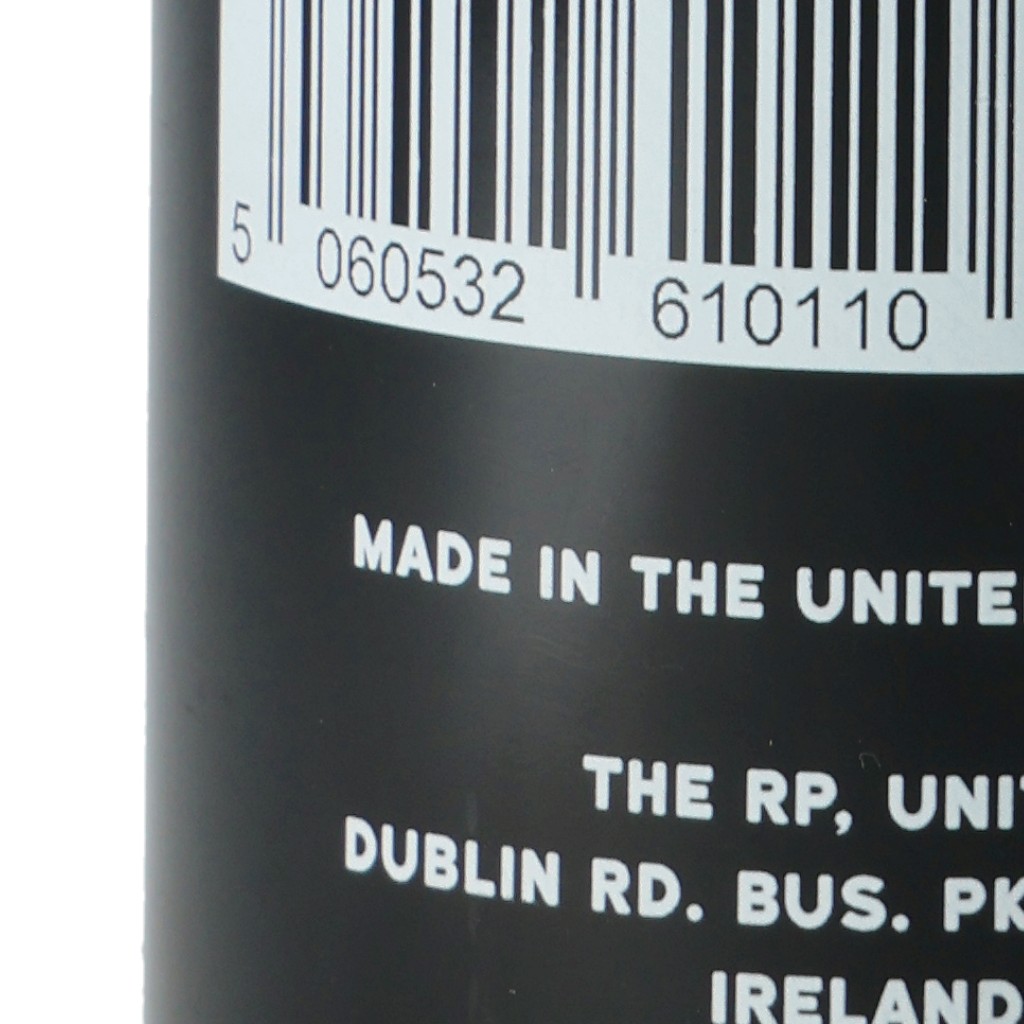 5 060532 610110
MADE IN THE UNITE
THE RP, UNIT
DUBLIN RD. BUS. PK
IRELAND